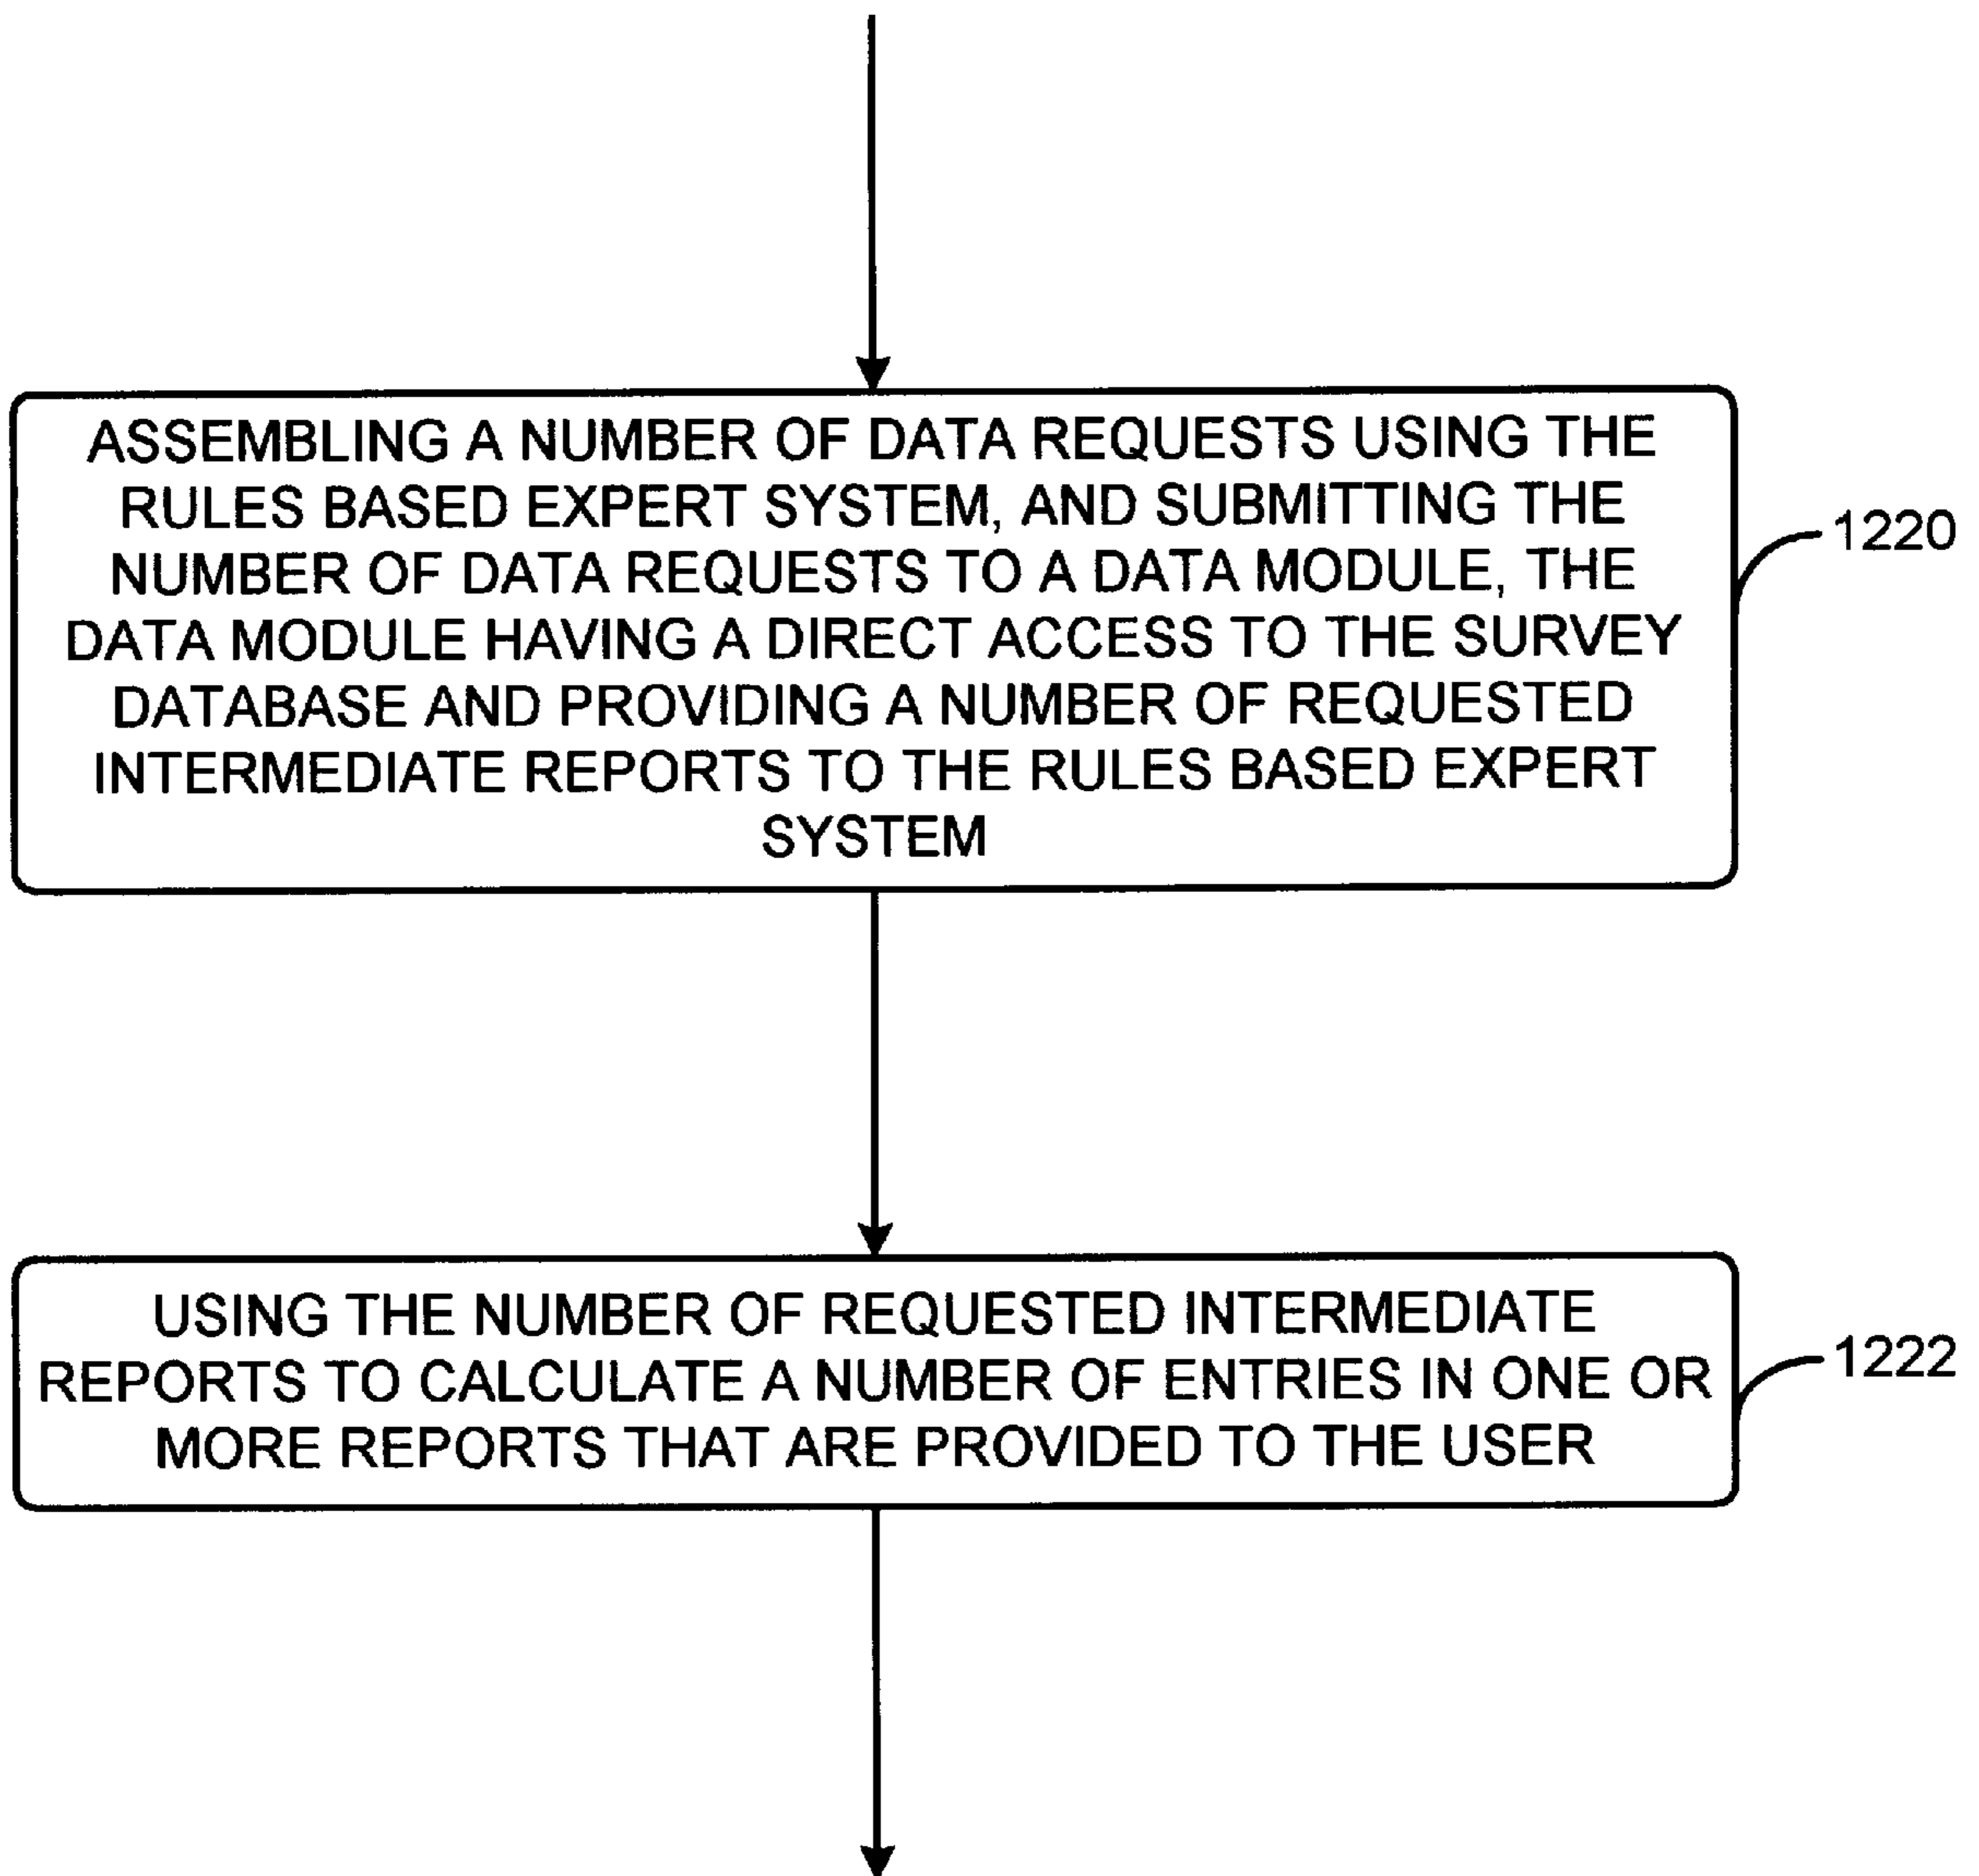 ASSEMBLING A NUMBER OF DATA REQUESTS USING THE
RULES BASED EXPERT SYSTEM, AND SUBMITTING THE
NUMBER OF DATA REQUESTS TO A DATA MODULE, THE
DATA MODULE HAVING A DIRECT ACCESS TO THE SURVEY
DATABASE AND PROVIDING A NUMBER OF REQUESTED
INTERMEDIATE REPORTS TO THE RULES BASED EXPERT
SYSTEM
1220
USING THE NUMBER OF REQUESTED INTERMEDIATE
REPORTS TO CALCULATE A NUMBER OF ENTRIES IN ONE OR
MORE REPORTS THAT ARE PROVIDED TO THE USER
1222